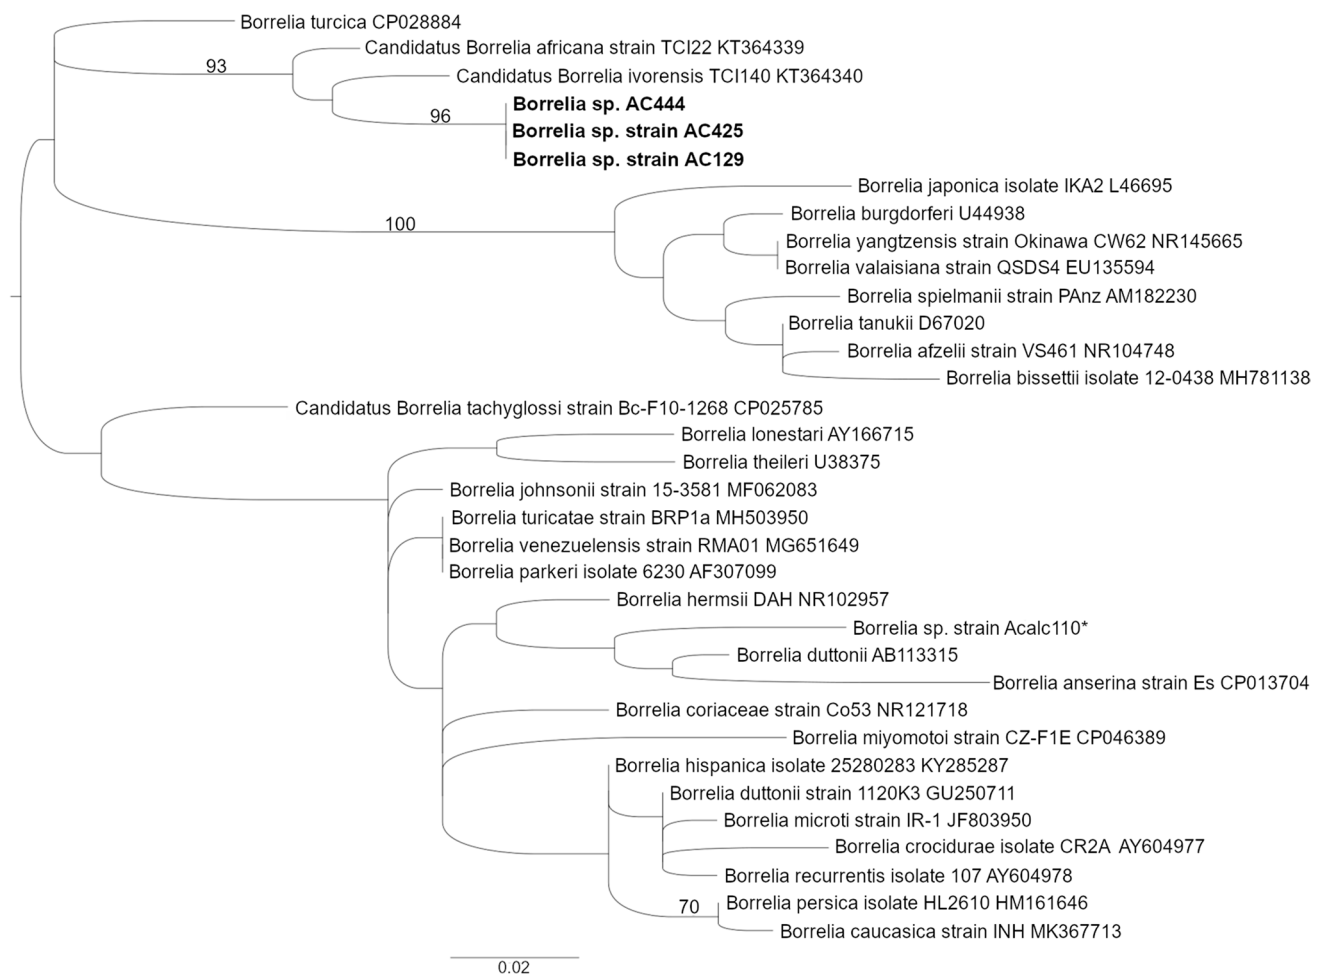 Borrelia turcica CP028884
Candidatus Borrelia africana strain TCI22 KT364339
93
Candidatus Borrelia ivorensis TCI140 KT364340
Borrelia sp. AC444
96
Borrelia sp. strain AC425
Borrelia sp. strain AC129
Borrelia japonica isolate IKA2 L46695
Borrelia burgdorferi U44938
100
Borrelia yangtzensis strain Okinawa CW62 NR145665
Borrelia valaisiana strain QSDS4 EU135594
Borrelia spielmanii strain PAnz AM182230
Borrelia tanukii D67020
Borrelia afzelii strain VS461 NR104748
Borrelia bissettii isolate 12-0438 MH781138
Candidatus Borrelia tachyglossi strain Bc-F10-1268 CP025785
Borrelia lonestari AY166715
Borrelia theileri U38375
Borrelia johnsonii strain 15-3581 MF062083
Borrelia turicatae strain BRP1a MH503950
Borrelia venezuelensis strain RMA01 MG651649
Borrelia parkeri isolate 6230 AF307099
Borrelia hermsii DAH NR102957
Borrelia sp. strain Acalc110*
Borrelia duttonii AB113315
Borrelia anserina strain Es CP013704
Borrelia coriaceae strain Co53 NR121718
Borrelia miyomotoi strain CZ-F1E CP046389
Borrelia hispanica isolate 25280283 KY285287
Borrelia duttonii strain 1120K3 GU250711
Borrelia microti strain IR-1 JF803950
Borrelia crocidurae isolate CR2A AY604977
Borrelia recurrentis isolate 107 AY604978
70
Borrelia persica isolate HL2610 HM161646
Borrelia caucasica strain INH MK367713
0.02